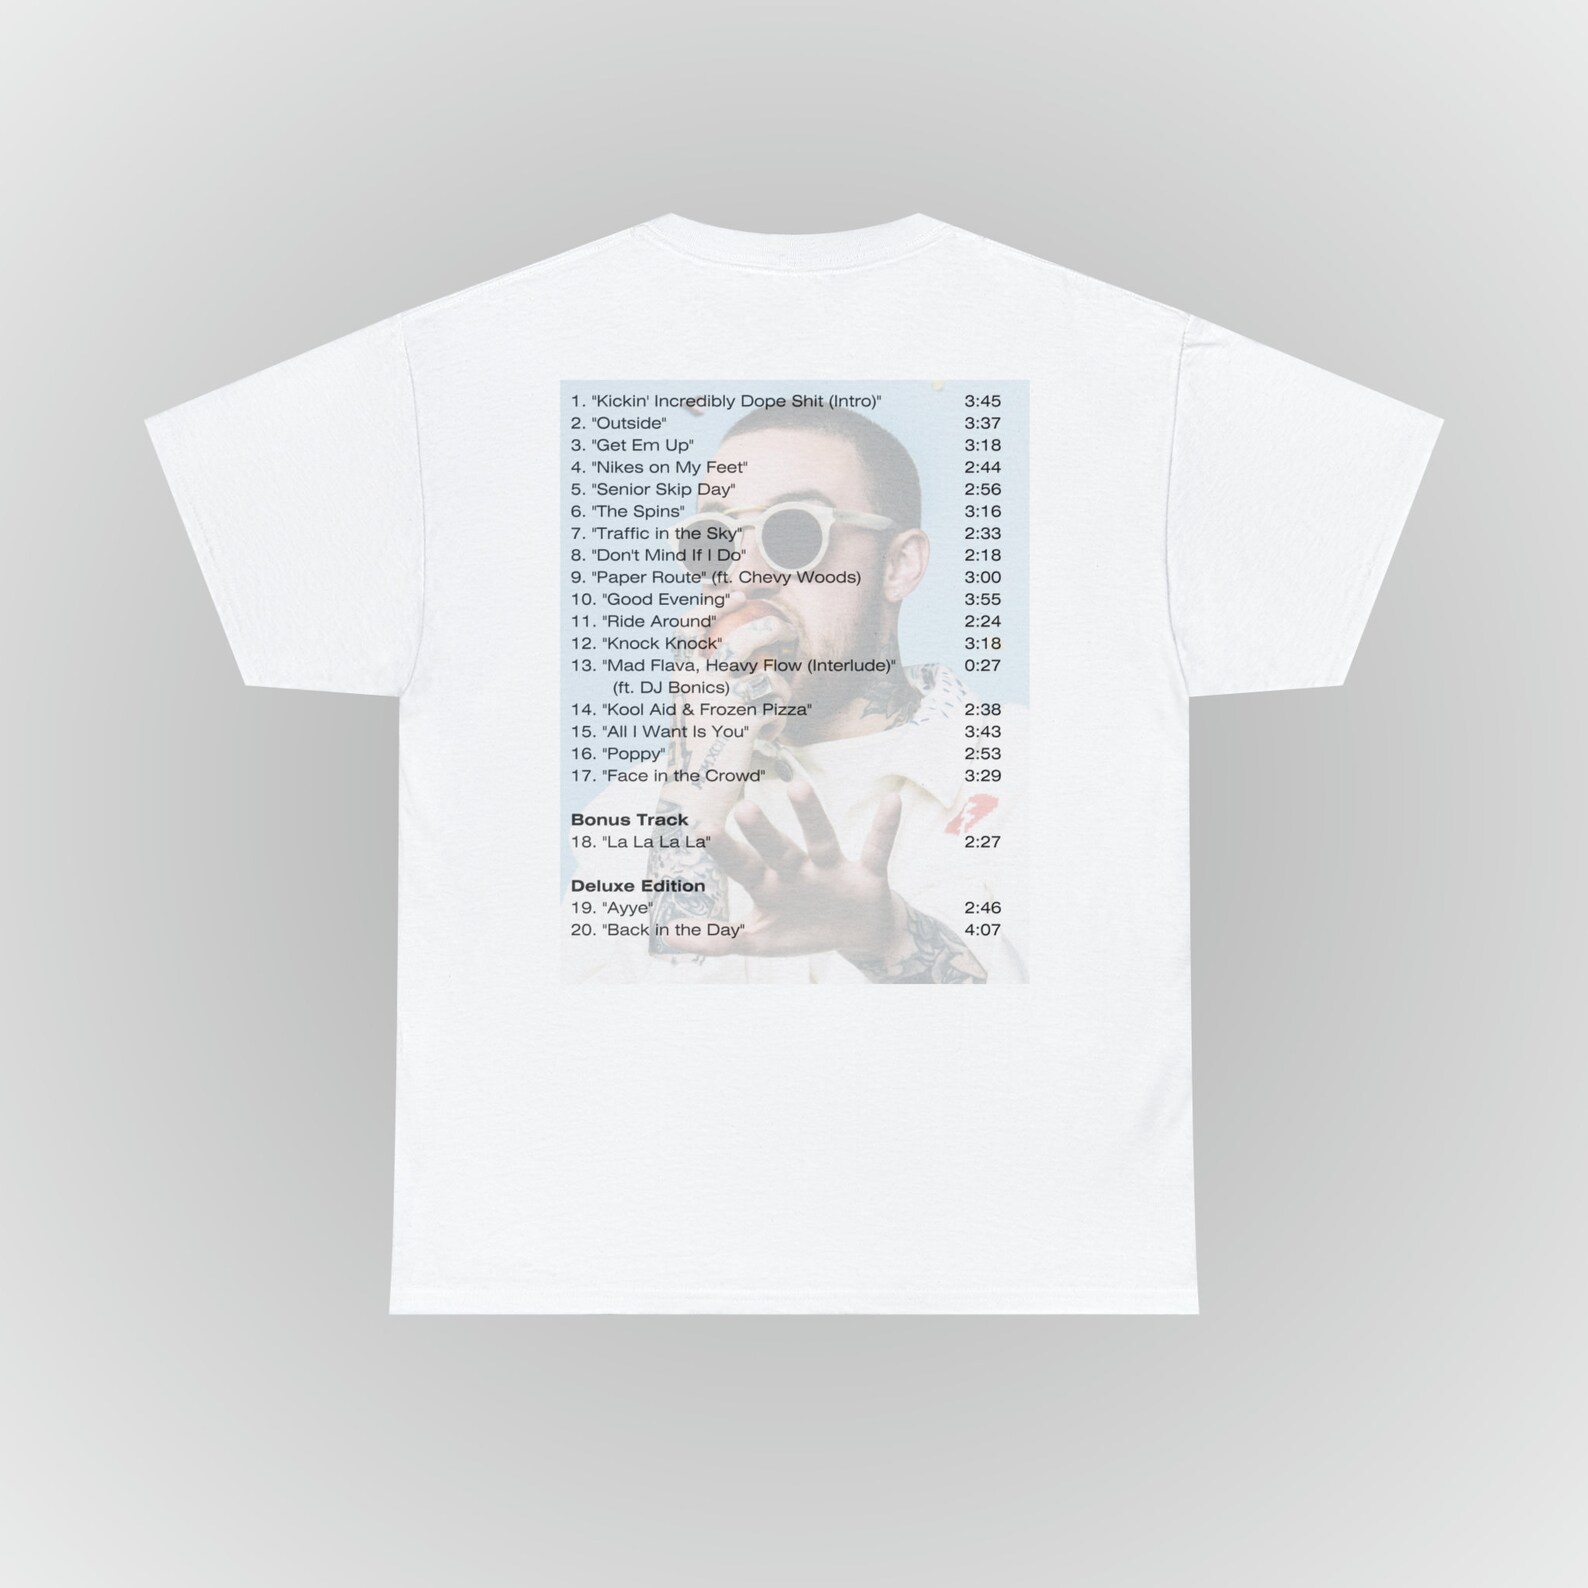 1. "Kickin' Incredibly Dope Shit (Intro)" 3:45
2. "Outside" 3:37
3. "Get Em Up" 3:18
4. "Nikes on My Feet" 2:44
5. "Senior Skip Day" 2:56
6. "The Spins" 3:16
7. "Traffic in the Sky" 2:33
8. "Don't Mind If I Do" 2:18
9. "Paper Route" (ft. Chevy Woods) 3:00
10. "Good Evening" 3:55
11. "Ride Around" 2:24
12. "Knock Knock" 3:18
13. "Mad Flava, Heavy Flow (Interlude)" 0:27
(ft. DJ Bonics)
14. "Kool Aid & Frozen Pizza" 2:38
15. "All I Want Is You" 3:43
16. "Poppy" 2:53
17. "Face in the Crowd" 3:29
Bonus Track
18. "La La La La" 2:27
Deluxe Edition
19. "Ayye" 2:46
20. "Back in the Day" 4:07